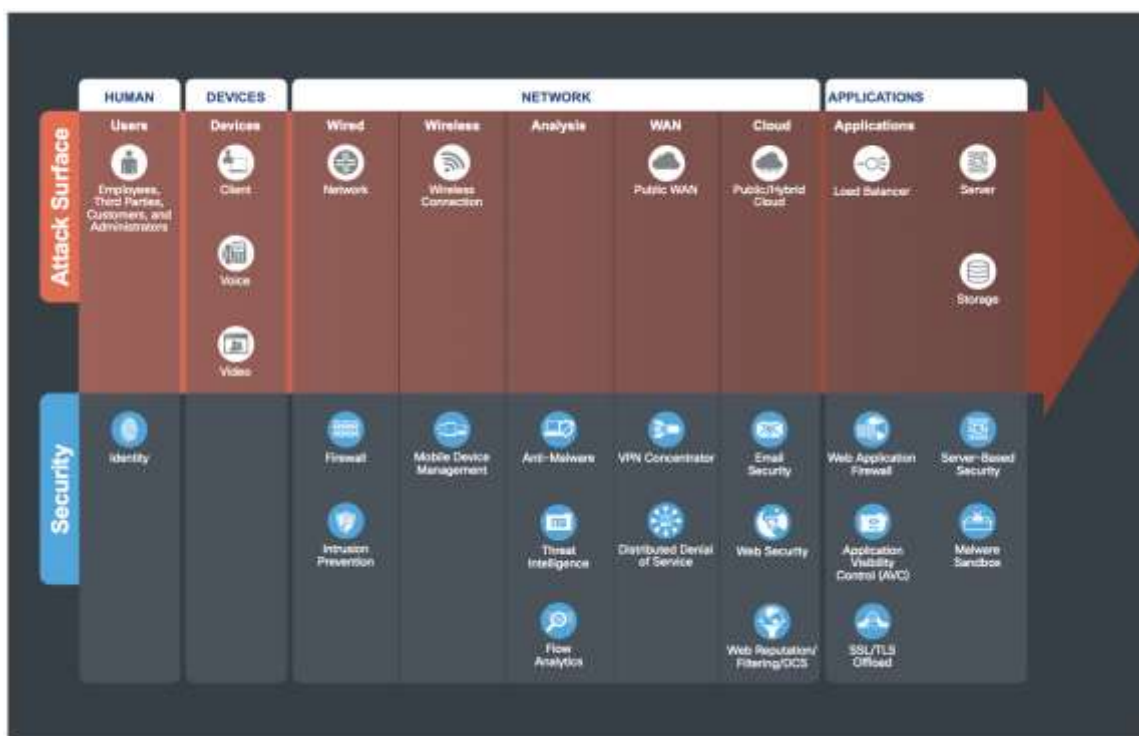 HUMAN
DEVICES
NETWORK
APPLICATIONS
Attack Surface
Users
Devices
Wired
Wireless
Analysis
WAN
Cloud
Applications
Employees,
Third Parties,
Customers, and
Administrators
Client
Network
Wireless
Connection
Public WAN
Public/Hybrid
Cloud
Load Balancer
Server
Voice
Storage
Video
Security
Identity
Firewall
Mobile Device
Management
Anti-Malware
VPN Concentrator
Email
Security
Web Application
Firewall
Server-Based
Security
Intrusion
Prevention
Threat
Intelligence
Distributed Denial
of Service
Web Security
Application
Visibility
Control (AVC)
Malware
Sandbox
Flow
Analytics
Web Reputation/
Filtering/DCS
SSL/TLS
Offload